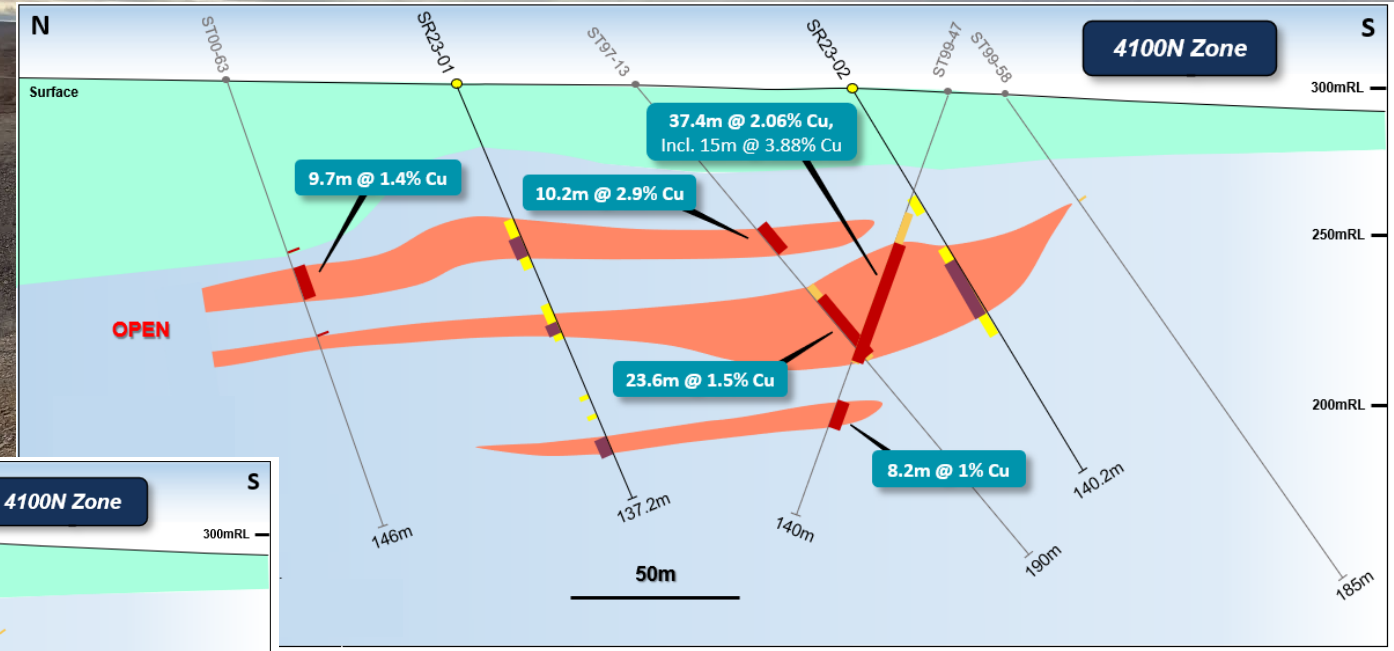 N
ST00-63
SR23-01
ST97-13
SR23-02
ST99-47
ST99-58
4100N Zone
S
Surface
300mRL
37.4m @ 2.06% Cu,
Incl. 15m @ 3.88% Cu
9.7m @ 1.4% Cu
10.2m @ 2.9% Cu
250mRL
OPEN
23.6m @ 1.5% Cu
200mRL
8.2m @ 1% Cu
140.2m
137.2m
140m
146m
190m
185m
50m
4100N Zone
S
300mRL